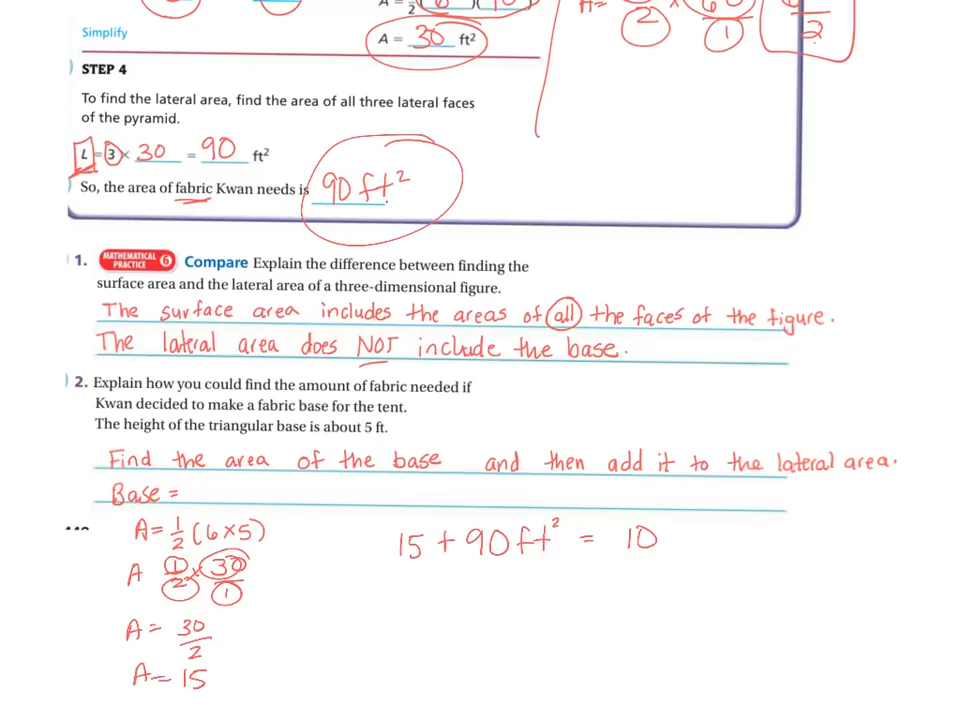 Simplify
A = 30 ft²
STEP 4
To find the lateral area, find the area of all three lateral faces
of the pyramid.
L = 3 × 30 = 90 ft²
So, the area of fabric Kwan needs is 90 ft²
1. MATHEMATICAL PRACTICE 6 Compare Explain the difference between finding the
surface area and the lateral area of a three-dimensional figure.
The surface area includes the areas of all the faces of the figure.
The lateral area does NOT include the base.
2. Explain how you could find the amount of fabric needed if
Kwan decided to make a fabric base for the tent.
The height of the triangular base is about 5 ft.
Find the area of the base and then add it to the lateral area.
Base =
A = 1/2 (6 × 5)
15 + 90 ft² = 10
A 1/2 × 30/1
A = 30/2
A = 15